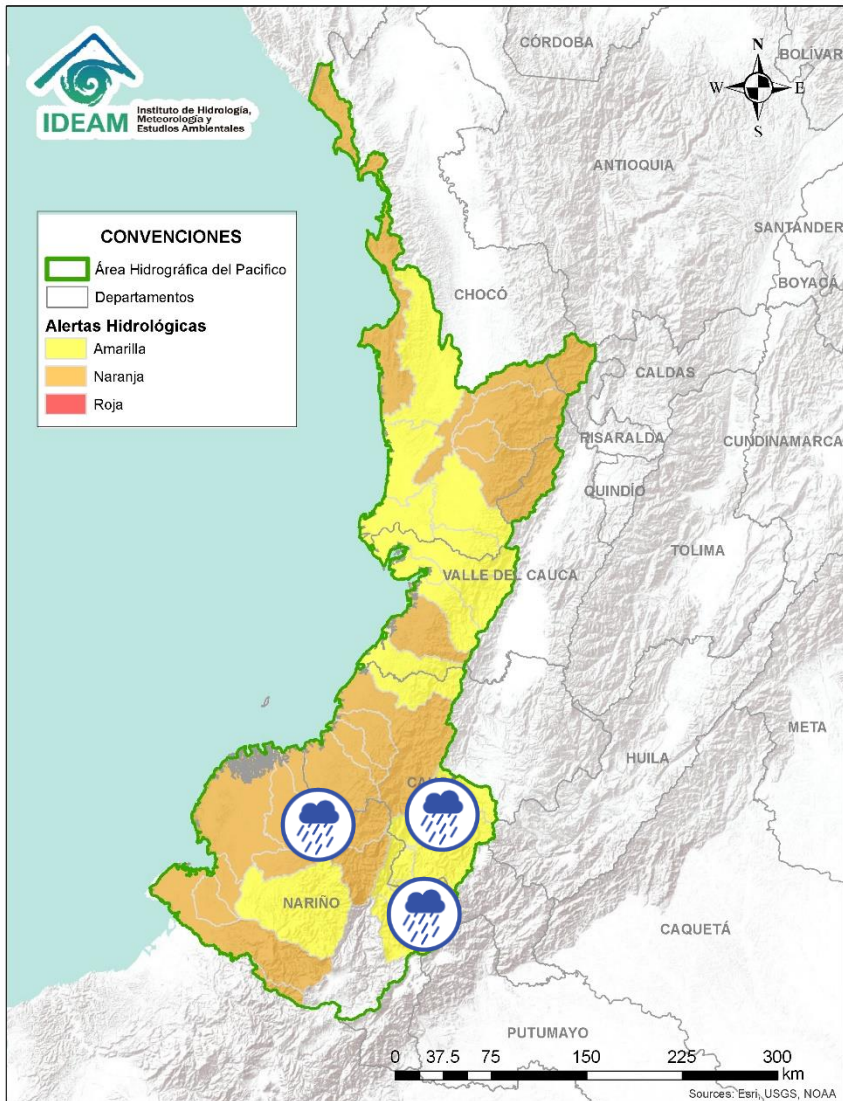 IDEAM
Instituto de Hidrología,
Meteorología y
Estudios Ambientales
CÓRDOBA
BOLÍVAR
N
W
E
S
ANTIOQUIA
SANTANDER
BOYACÁ
CONVENCIONES
Área Hidrográfica del Pacifico
Departamentos
Alertas Hidrológicas
Amarilla
Naranja
Roja
CHOCÓ
CALDAS
RISARALDA
CUNDINAMARCA
QUINDÍO
TOLIMA
VALLE DEL CAUCA
META
HUILA
NARIÑO
CAQUETÁ
PUTUMAYO
0 37.5 75 150 225 300
km
Sources: Esri, USGS, NOAA